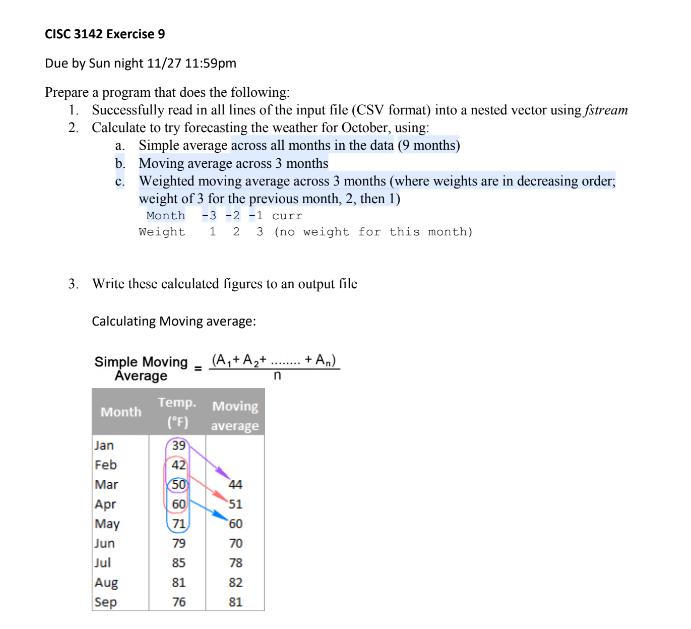 CISC 3142 Exercise 9
Due by Sun night 11/27 11:59pm
Prepare a program that does the following:
1. Successfully read in all lines of the input file (CSV format) into a nested vector using fstream
2. Calculate to try forecasting the weather for October, using:
a. Simple average across all months in the data (9 months)
b. Moving average across 3 months
c. Weighted moving average across 3 months (where weights are in decreasing order;
weight of 3 for the previous month, 2, then 1)
Month -3 -2 -1 curr
Weight 1 2 3 (no weight for this month)
3. Write these calculated figures to an output file
Calculating Moving average:
Simple Moving Average = (A1+ A2+ ........ + An)
n
Month Temp. (°F) Moving average
Jan 39
Feb 42
Mar 50 44
Apr 60 51
May 71 60
Jun 79 70
Jul 85 78
Aug 81 82
Sep 76 81